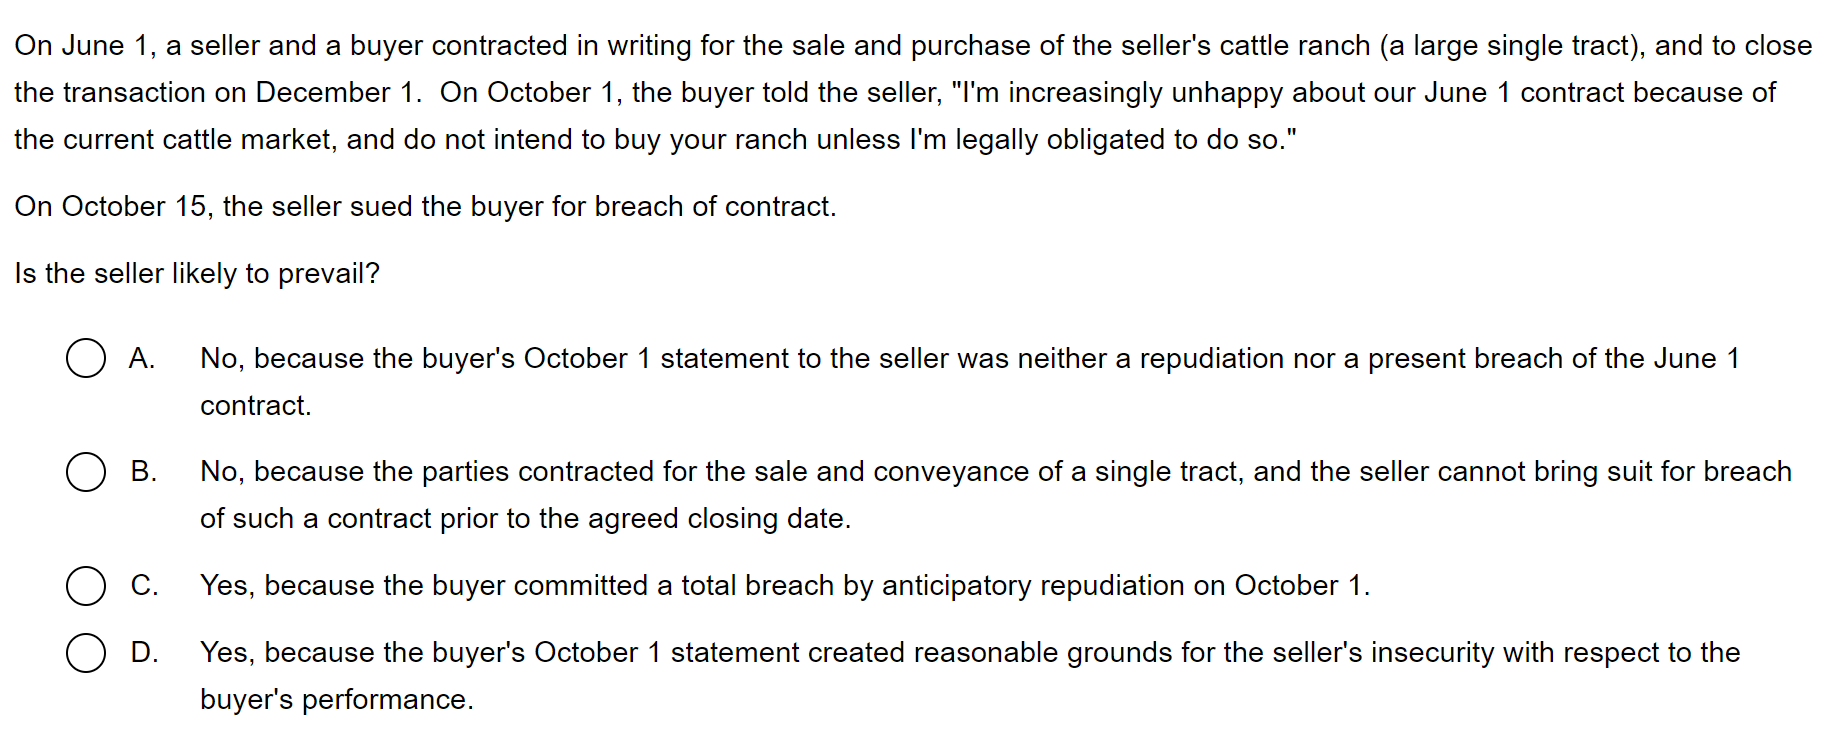 On June 1, a seller and a buyer contracted in writing for the sale and purchase of the seller's cattle ranch (a large single tract), and to close
the transaction on December 1.  On October 1, the buyer told the seller, "I'm increasingly unhappy about our June 1 contract because of
the current cattle market, and do not intend to buy your ranch unless I'm legally obligated to do so."
On October 15, the seller sued the buyer for breach of contract.
Is the seller likely to prevail?
A. No, because the buyer's October 1 statement to the seller was neither a repudiation nor a present breach of the June 1
contract.
B. No, because the parties contracted for the sale and conveyance of a single tract, and the seller cannot bring suit for breach
of such a contract prior to the agreed closing date.
C. Yes, because the buyer committed a total breach by anticipatory repudiation on October 1.
D. Yes, because the buyer's October 1 statement created reasonable grounds for the seller's insecurity with respect to the
buyer's performance.